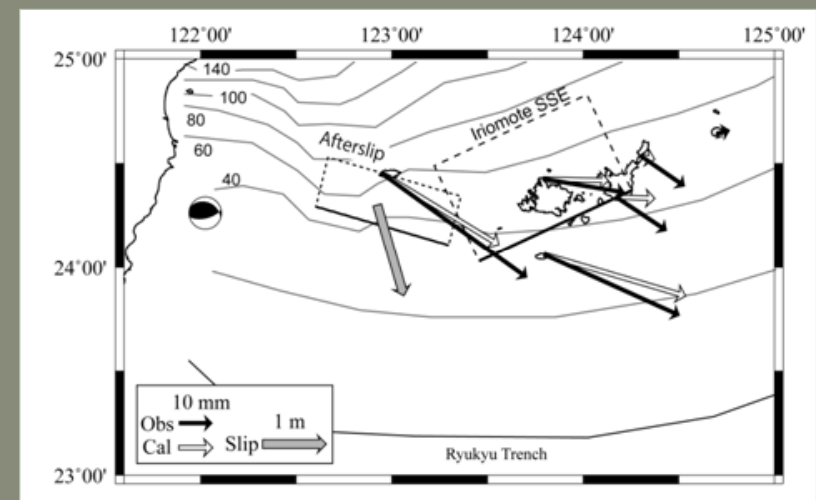 122°00' 123°00' 124°00' 125°00'
25°00'
140
100
80
60
40
Afterslip
Iriomote SSE
24°00'
10 mm
1 m
Obs
Cal
Slip
Ryukyu Trench
23°00'